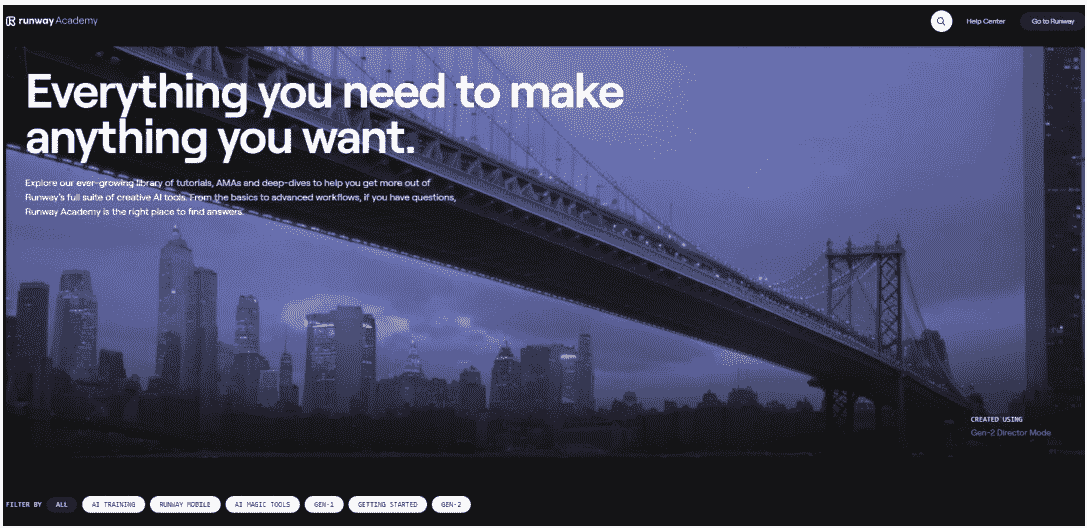 runway Academy
Help Center
Go to Runway
Everything you need to make
anything you want.
Explore our ever-growing library of tutorials, AMAs and deep-dives to help you get more out of
Runway's full suite of creative AI tools. From the basics to advanced workflows, if you have questions,
Runway Academy is the right place to find answers.
CREATED USING
Gen-2 Director Mode
FILTER BY ALL AI TRAINING RUNWAY MOBILE AI MAGIC TOOLS GEN-1 GETTING STARTED GEN-2